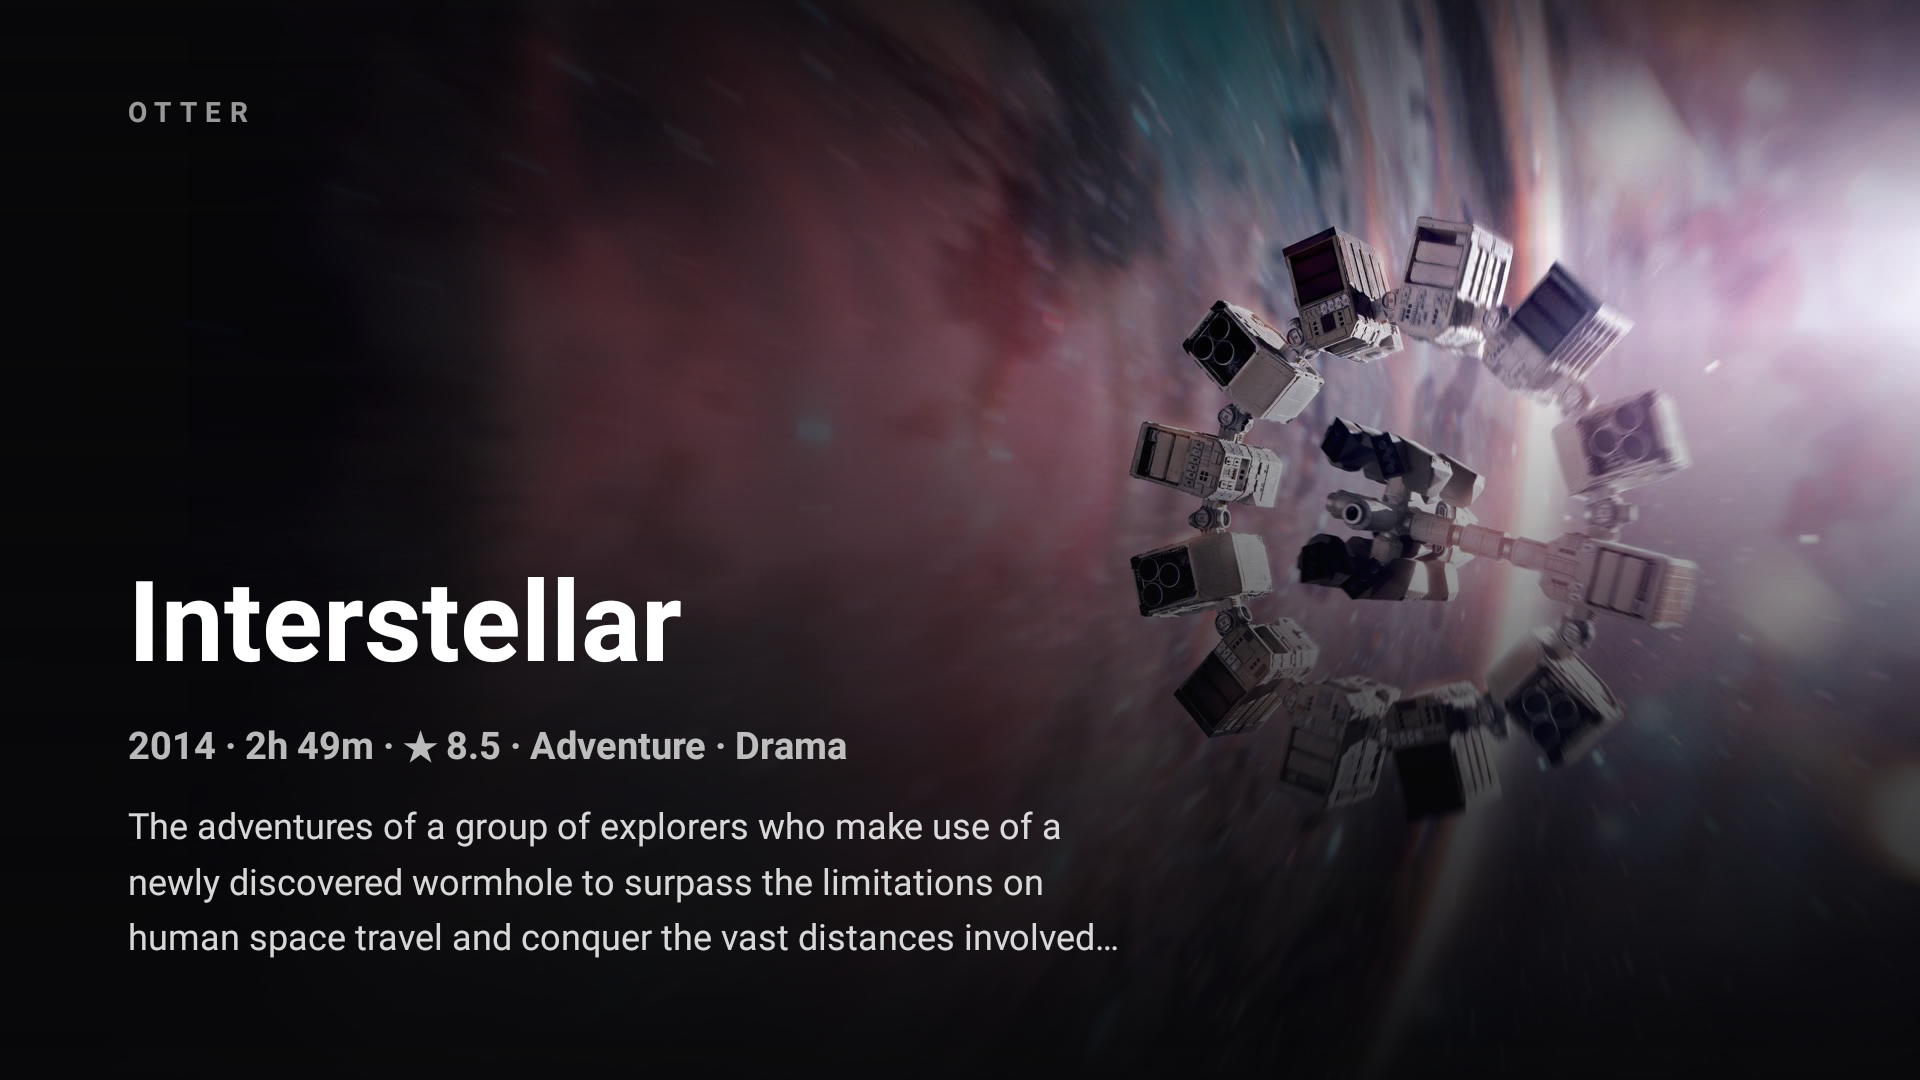 OTTER
Interstellar
2014 · 2h 49m · ★ 8.5 · Adventure · Drama
The adventures of a group of explorers who make use of a
newly discovered wormhole to surpass the limitations on
human space travel and conquer the vast distances involved…